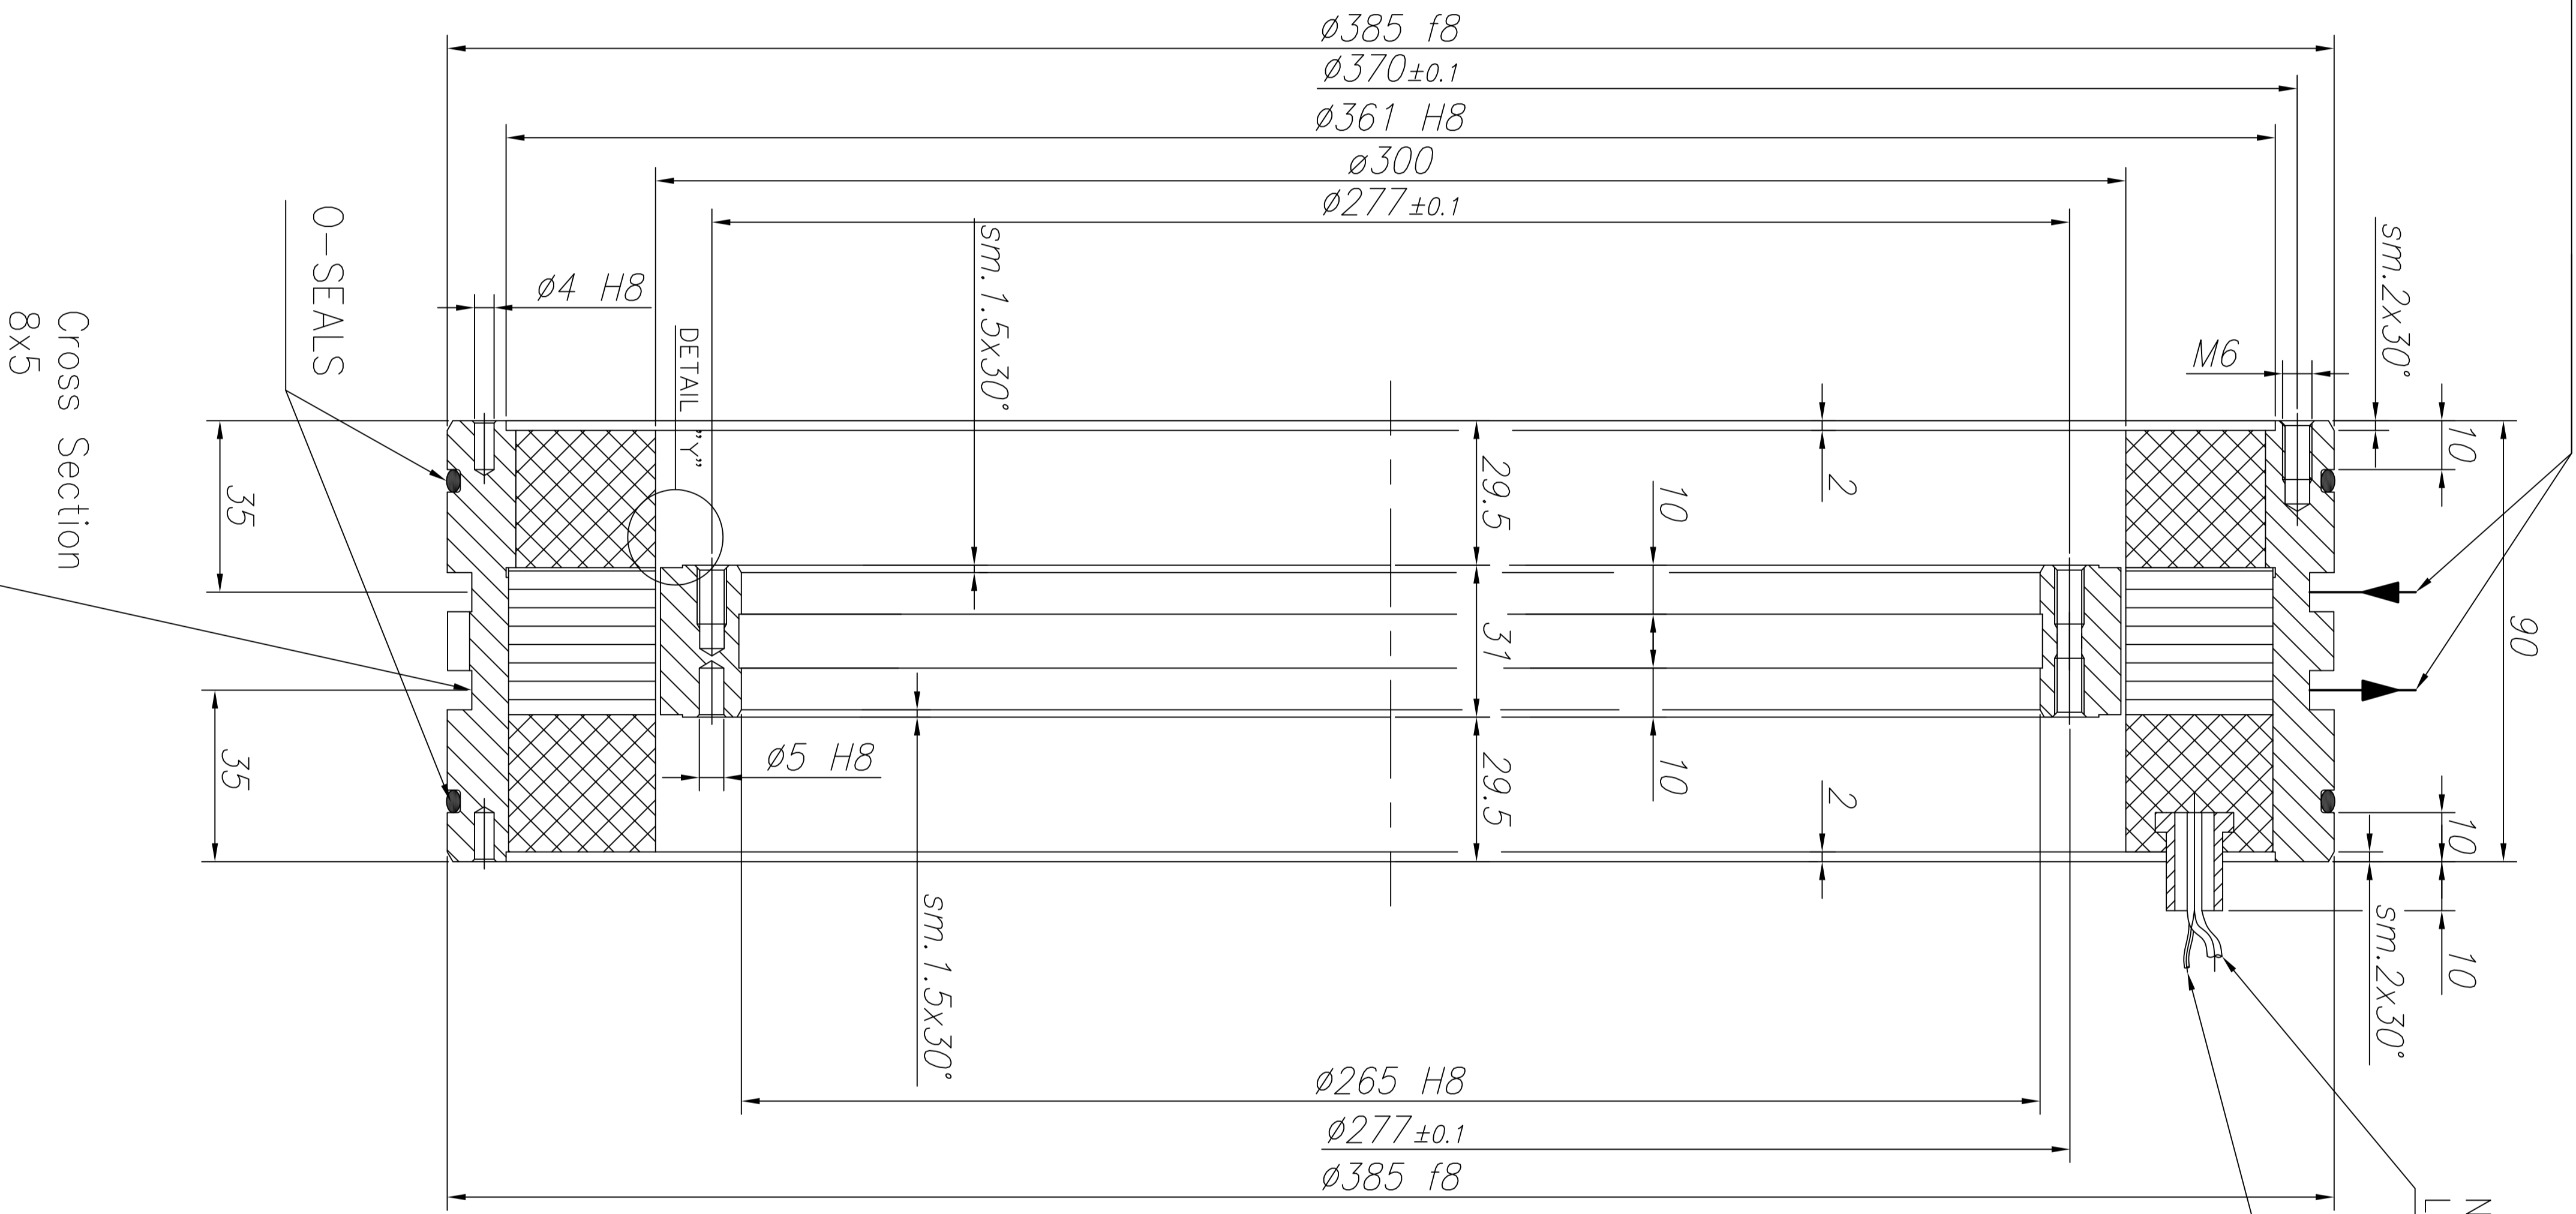 ø385 f8
ø370±0.1
ø361 H8
ø300
ø277±0.1
sm.2x30°
sm.1.5x30°
O-SEALS
ø4 H8
DETAIL "Y"
M6
10
90
Cross Section
8x5
35
35
2
29.5
10
31
10
29.5
2
ø5 H8
10
10
sm.2x30°
sm.1.5x30°
ø265 H8
ø277±0.1
ø385 f8
N
L